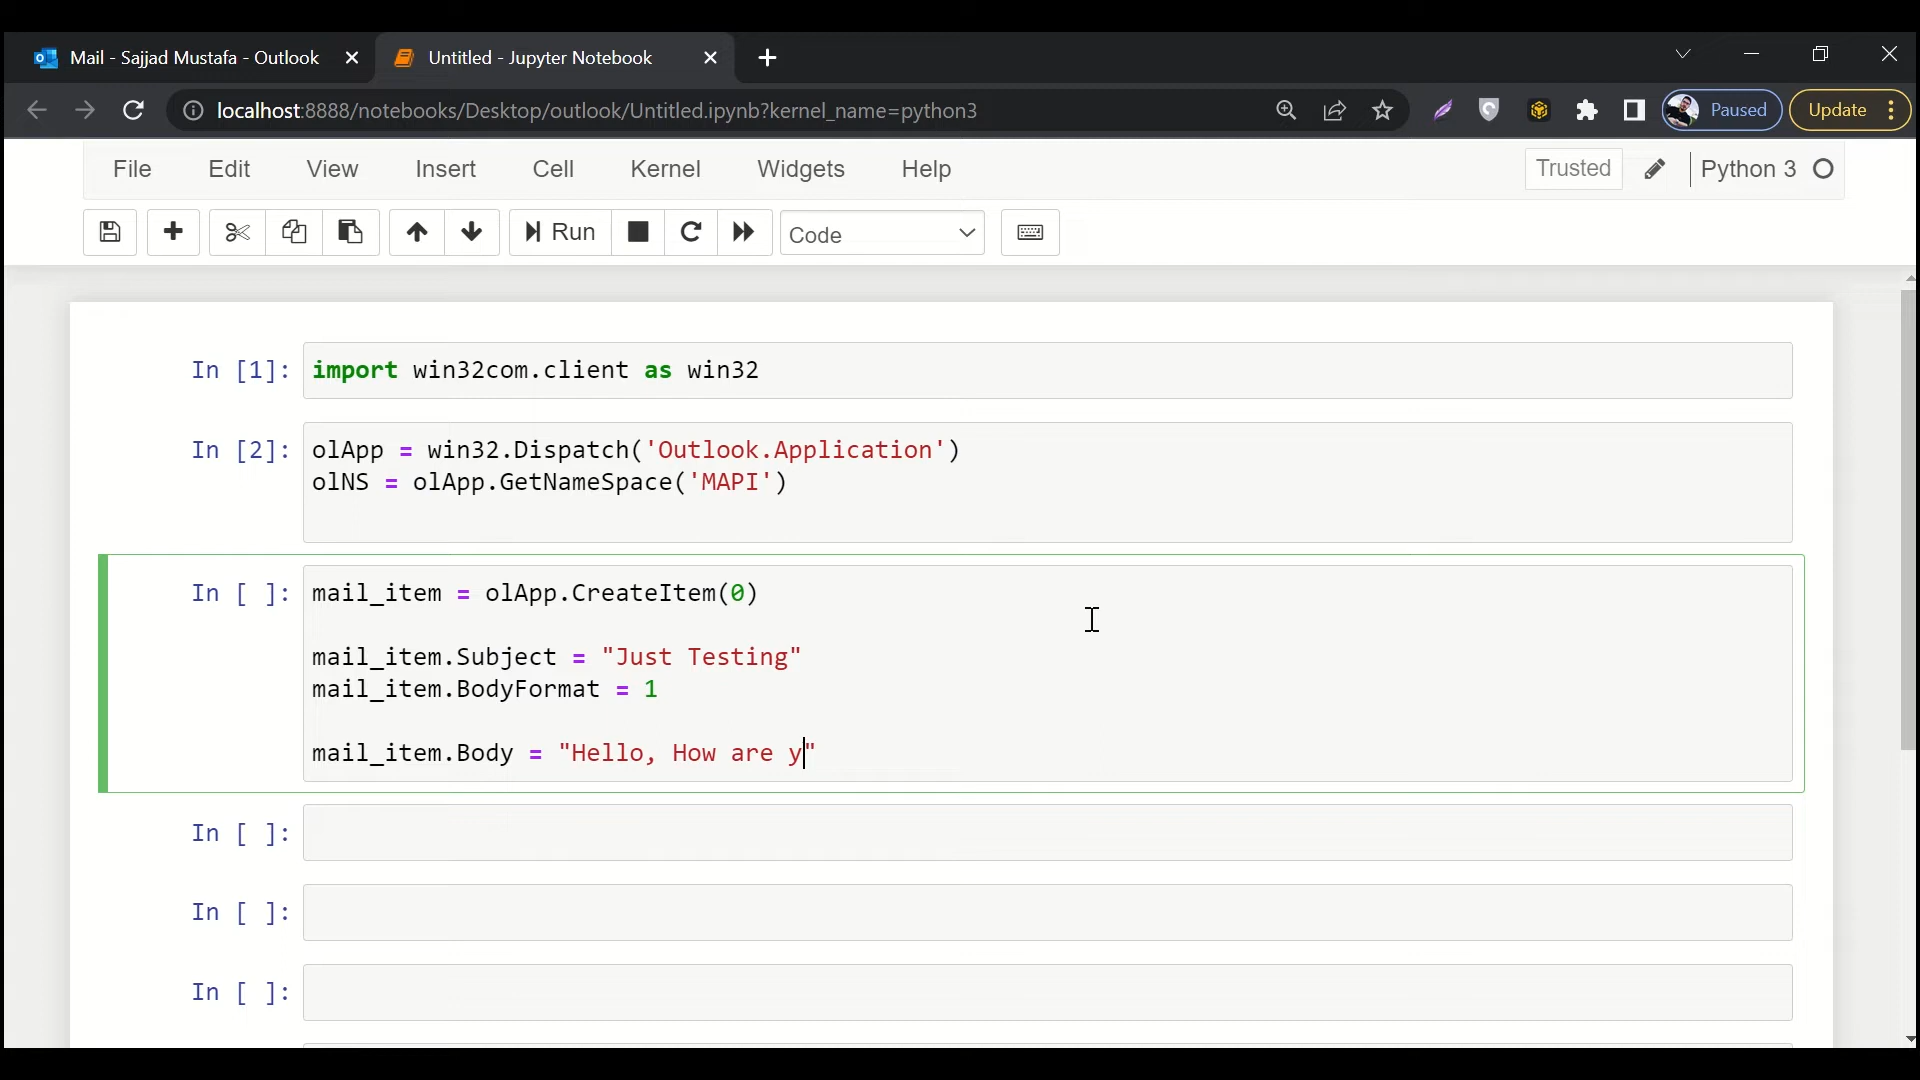 Mail - Sajjad Mustafa - Outlook
Untitled - Jupyter Notebook
localhost:8888/notebooks/Desktop/outlook/Untitled.ipynb?kernel_name=python3
Paused
Update
File Edit View Insert Cell Kernel Widgets Help
Trusted
Python 3
Run
Code
In [1]: import win32com.client as win32
In [2]: olApp = win32.Dispatch('Outlook.Application')
olNS = olApp.GetNameSpace('MAPI')
In [ ]: mail_item = olApp.CreateItem(0)
mail_item.Subject = "Just Testing"
mail_item.BodyFormat = 1
mail_item.Body = "Hello, How are y"
In [ ]:
In [ ]:
In [ ]: